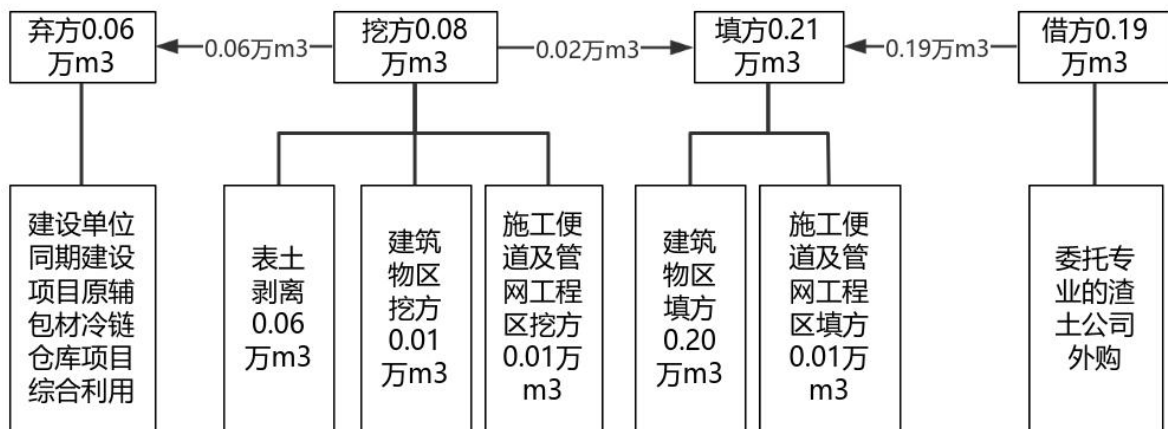 弃方0.06
万m3
0.06万m3
挖方0.08
万m3
0.02万m3
填方0.21
万m3
0.19万m3
借方0.19
万m3
建设单位
同期建设
项目原辅
包材冷链
仓库项目
综合利用
表土
剥离
0.06
万m3
建筑
物区
挖方
0.01
万m3
施工便
道及管
网工程
区挖方
0.01万
m3
建筑
物区
填方
0.20
万m3
施工便
道及管
网工程
区填方
0.01万
m3
委托专
业的渣
土公司
外购